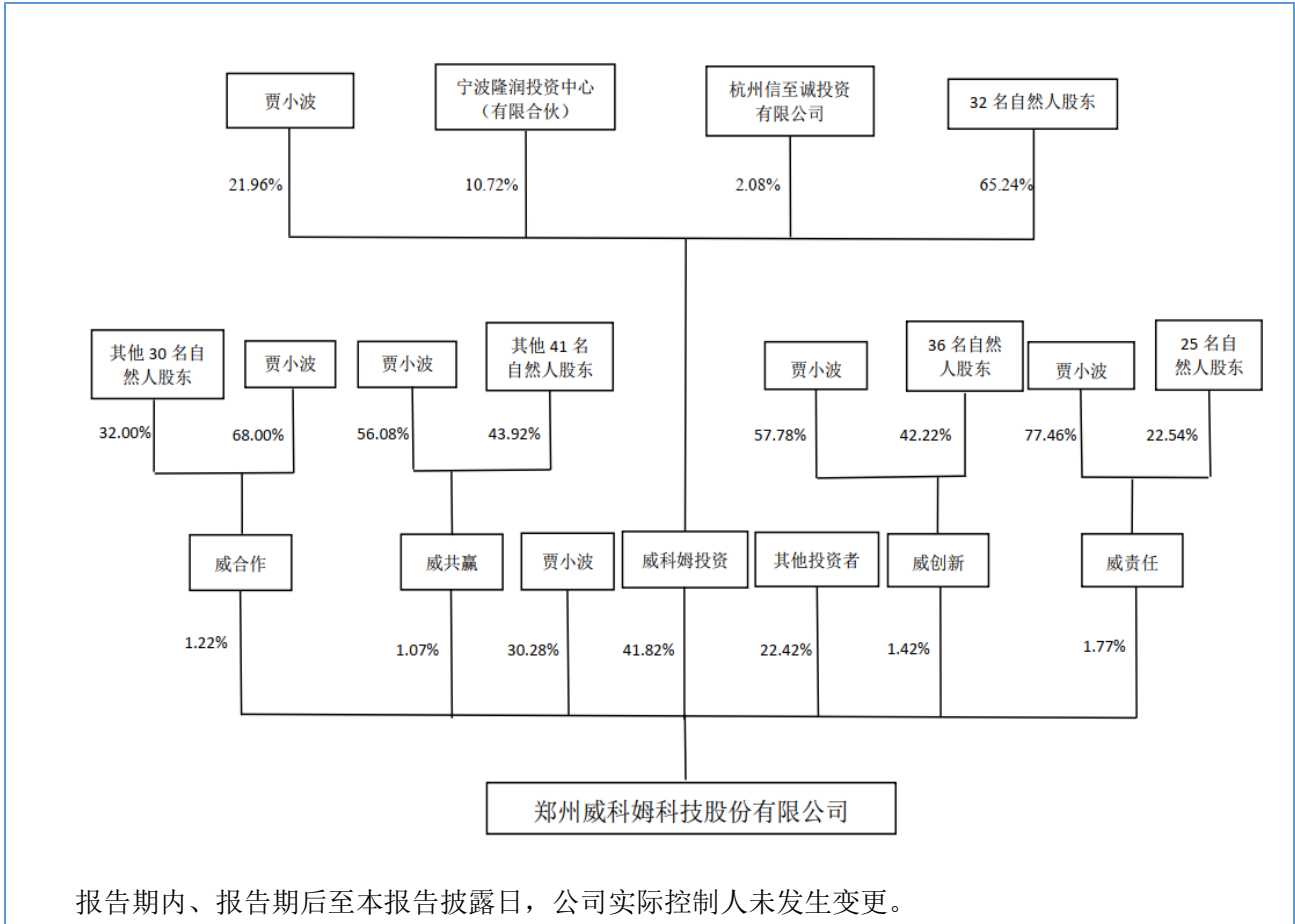 贾小波
宁波隆润投资中心
（有限合伙）
杭州信至诚投资
有限公司
32 名自然人股东
21.96%
10.72%
2.08%
65.24%
其他 30 名自
然人股东
贾小波
贾小波
其他 41 名
自然人股东
贾小波
36 名自然
人股东
贾小波
25 名自
然人股东
32.00%
68.00%
56.08%
43.92%
57.78%
42.22%
77.46%
22.54%
威合作
威共赢
贾小波
威科姆投资
其他投资者
威创新
威责任
1.22%
1.07%
30.28%
41.82%
22.42%
1.42%
1.77%
郑州威科姆科技股份有限公司
报告期内、报告期后至本报告披露日，公司实际控制人未发生变更。